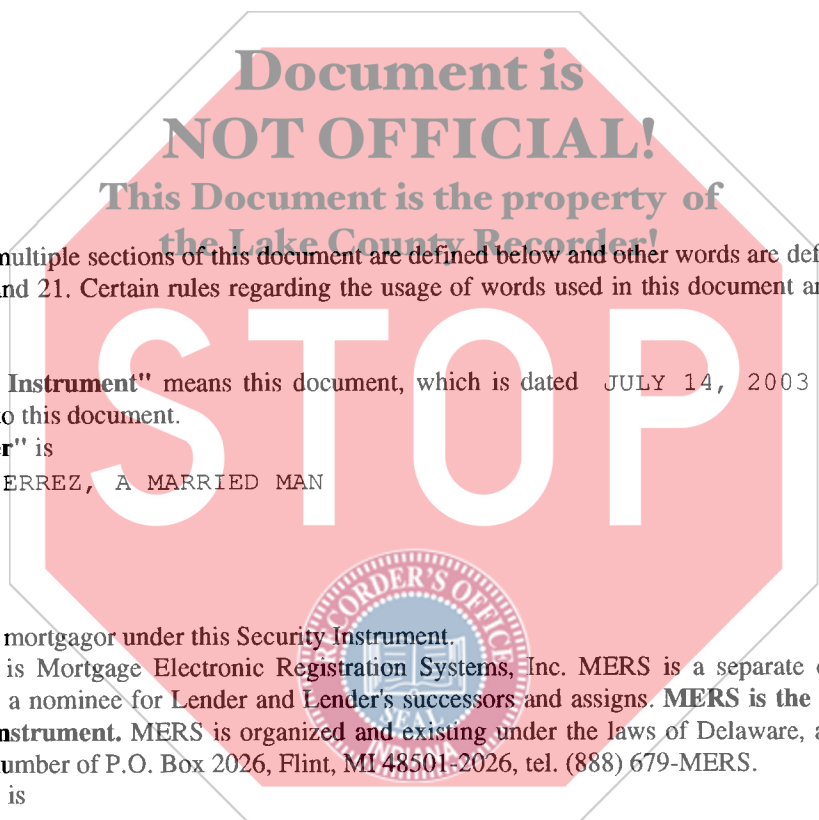 Document is
NOT OFFICIAL!
This Document is the property of
the Lake County Recorder!
multiple sections of this document are defined below and other words are def
nd 21. Certain rules regarding the usage of words used in this document a
Instrument" means this document, which is dated JULY 14, 2003
o this document.
r" is
ERREZ, A MARRIED MAN
STOP
mortgagor under this Security Instrument.
is Mortgage Electronic Registration Systems, Inc. MERS is a separate
a nominee for Lender and Lender's successors and assigns. MERS is the
nstrument. MERS is organized and existing under the laws of Delaware, a
umber of P.O. Box 2026, Flint, MI 48501-2026, tel. (888) 679-MERS.
is
RECORDER'S OFFICE
SEAL
INDIANA